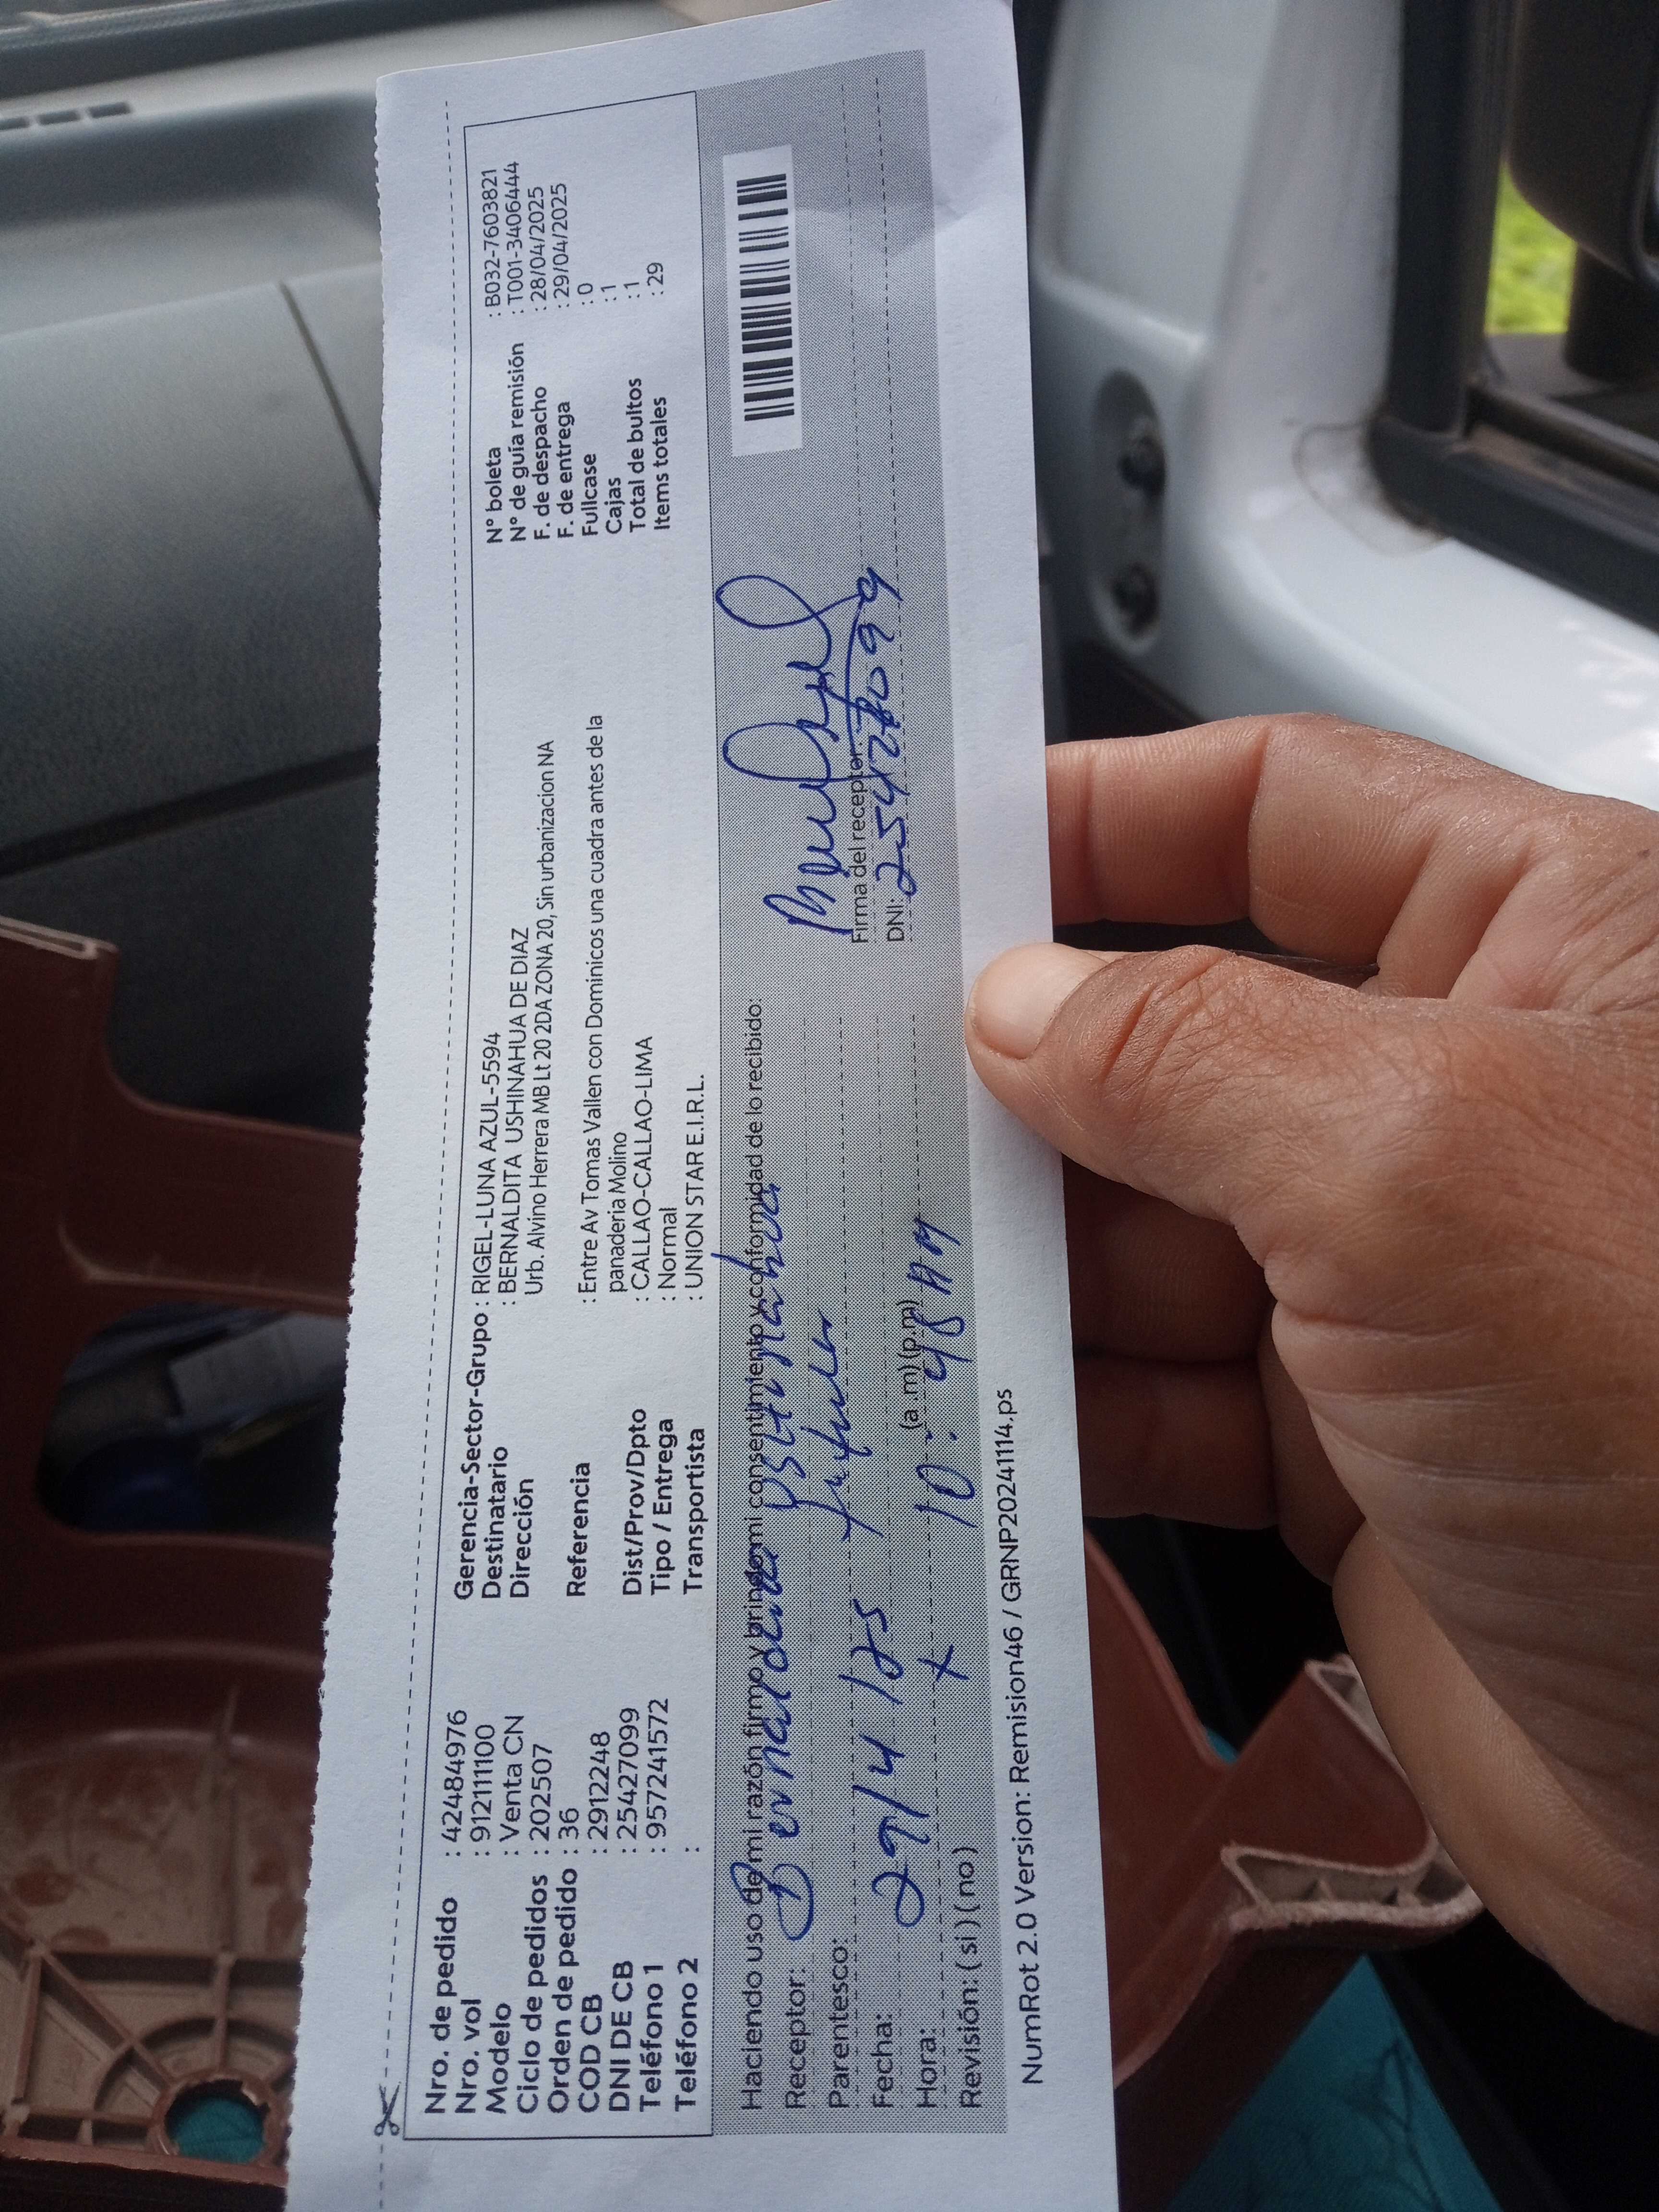 Nro. de pedido : 42484976
Nro. vol : 912111100
Modelo : Venta CN
Ciclo de pedidos : 202507
Orden de pedido : 36
COD CB : 2912248
DNI DE CB : 25427099
Teléfono 1 : 957241572
Teléfono 2 :
Gerencia-Sector-Grupo : RIGEL-LUNA AZUL-5594
Destinatario : BERNALDITA USHINAHUA DE DIAZ
Dirección Urb. Alvino Herrera MB Lt 20 2DA ZONA 20, Sin urbanizacion NA
Referencia : Entre Av Tomas Vallen con Dominicos una cuadra antes de la
panaderia Molino
Dist/Prov/Dpto : CALLAO-CALLAO-LIMA
Tipo / Entrega : Normal
Transportista : UNION STAR E.I.R.L.
N° boleta : B032-7603821
N° de guía remisión : T001-3406444
F. de despacho : 28/04/2025
F. de entrega : 29/04/2025
Fullcase : 0
Cajas : 1
Total de bultos : 1
Items totales : 29
Haciendo uso de mi razón firmo y brindo mi consentimiento y conformidad de lo recibido:
Receptor:
Parentesco:
Fecha: 29/4/25
Hora: (a.m) (p.m) 10:48 AM
Revisión: ( si ) ( no )
Firma del receptor:
DNI: 25427099
NumRot 2.0 Version: Remision46 / GRNP20241114.ps